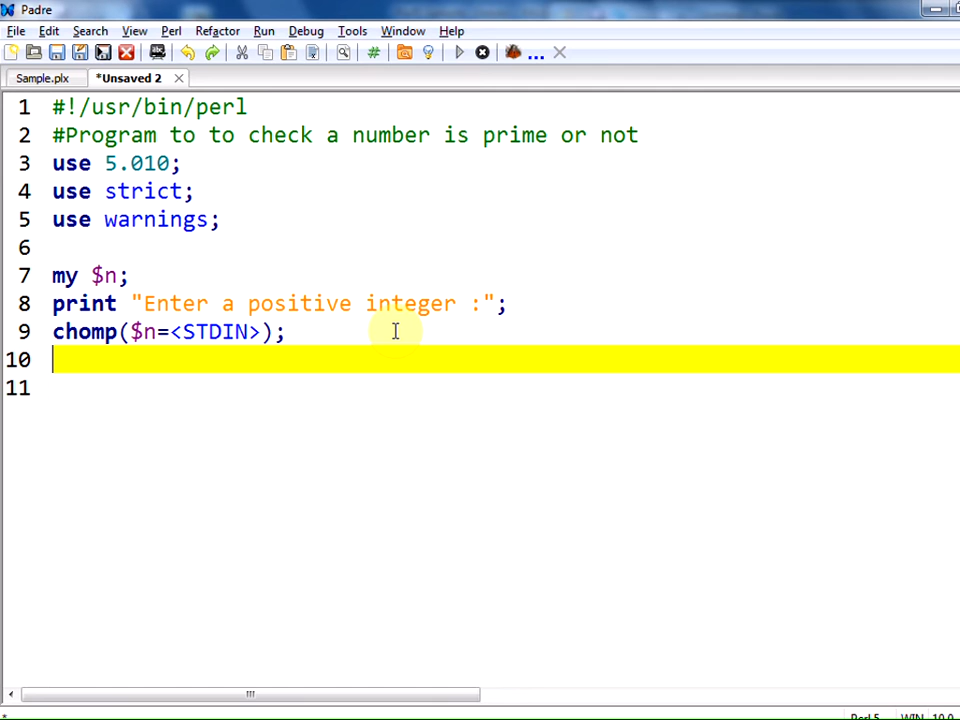 Padre
File Edit Search View Perl Refactor Run Debug Tools Window Help
Sample.plx *Unsaved 2
1 #!/usr/bin/perl
2 #Program to to check a number is prime or not
3 use 5.010;
4 use strict;
5 use warnings;
6
7 my $n;
8 print "Enter a positive integer :";
9 chomp($n=<STDIN>);
10
11